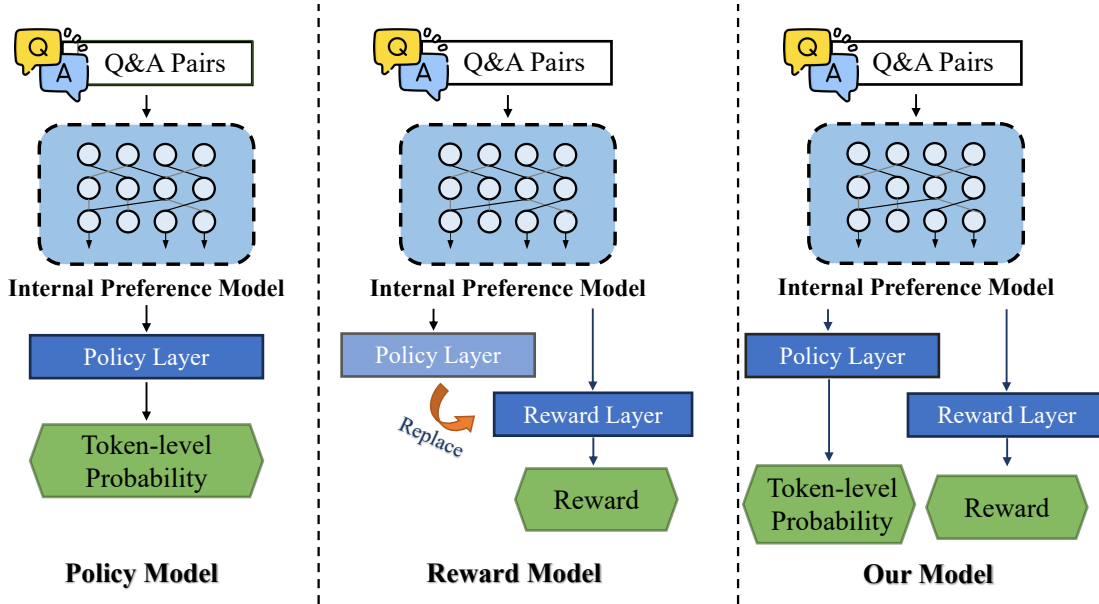 Q
A
Q&A Pairs
Internal Preference Model
Policy Layer
Token-level
Probability
Policy Model
Q
A
Q&A Pairs
Internal Preference Model
Policy Layer
Replace
Reward Layer
Reward
Reward Model
Q
A
Q&A Pairs
Internal Preference Model
Policy Layer
Reward Layer
Token-level
Probability
Reward
Our Model